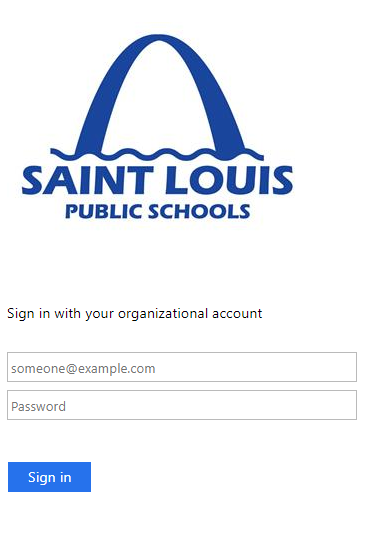 SAINT LOUIS
PUBLIC SCHOOLS
Sign in with your organizational account
someone@example.com
Password
Sign in